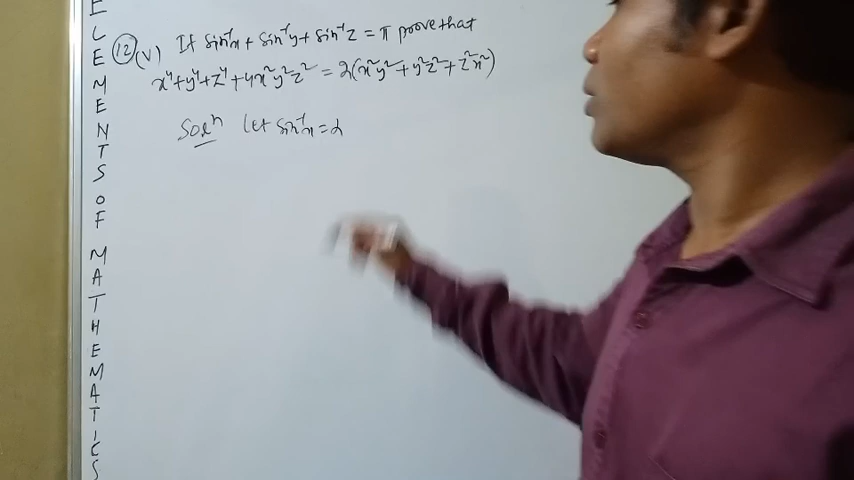 ELEMENTS OF MATHEMATICS
12 (V) If sin⁻¹x + sin⁻¹y + sin⁻¹z = π prove that
x⁴+y⁴+z⁴+4x²y²z² = 2(x²y²+y²z²+z²x²)
Solⁿ Let sin⁻¹x = α